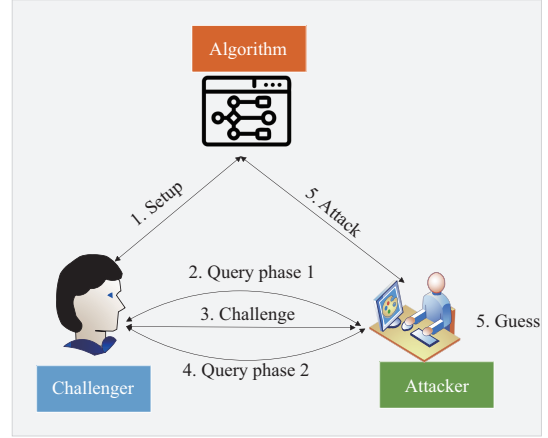 Algorithm
1. Setup
5. Attack
2. Query phase 1
3. Challenge
5. Guess
4. Query phase 2
Challenger
Attacker